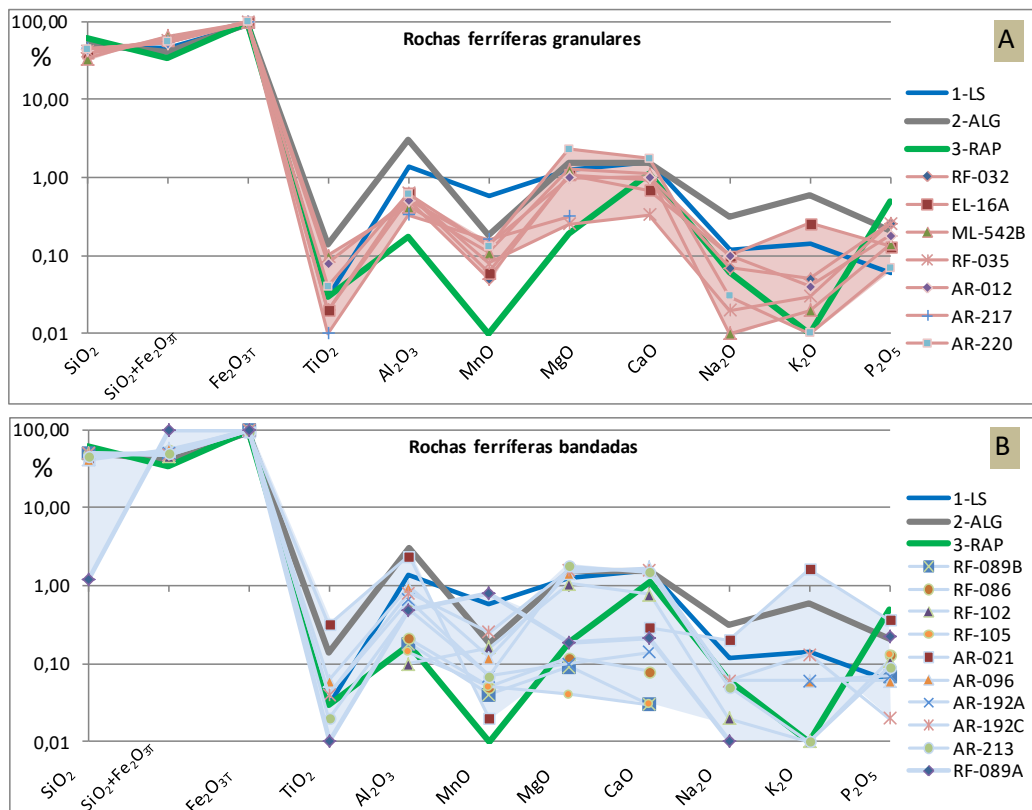 Rochas ferríferas granulares
A
%
100,00
10,00
1,00
0,10
0,01
SiO2
SiO2+Fe2O3T
Fe2O3T
TiO2
Al2O3
MnO
MgO
CaO
Na2O
K2O
P2O5
1-LS
2-ALG
3-RAP
RF-032
EL-16A
ML-542B
RF-035
AR-012
AR-217
AR-220
Rochas ferríferas bandadas
B
%
100,00
10,00
1,00
0,10
0,01
SiO2
SiO2+Fe2O3T
Fe2O3T
TiO2
Al2O3
MnO
MgO
CaO
Na2O
K2O
P2O5
1-LS
2-ALG
3-RAP
RF-089B
RF-086
RF-102
RF-105
AR-021
AR-096
AR-192A
AR-192C
AR-213
RF-089A